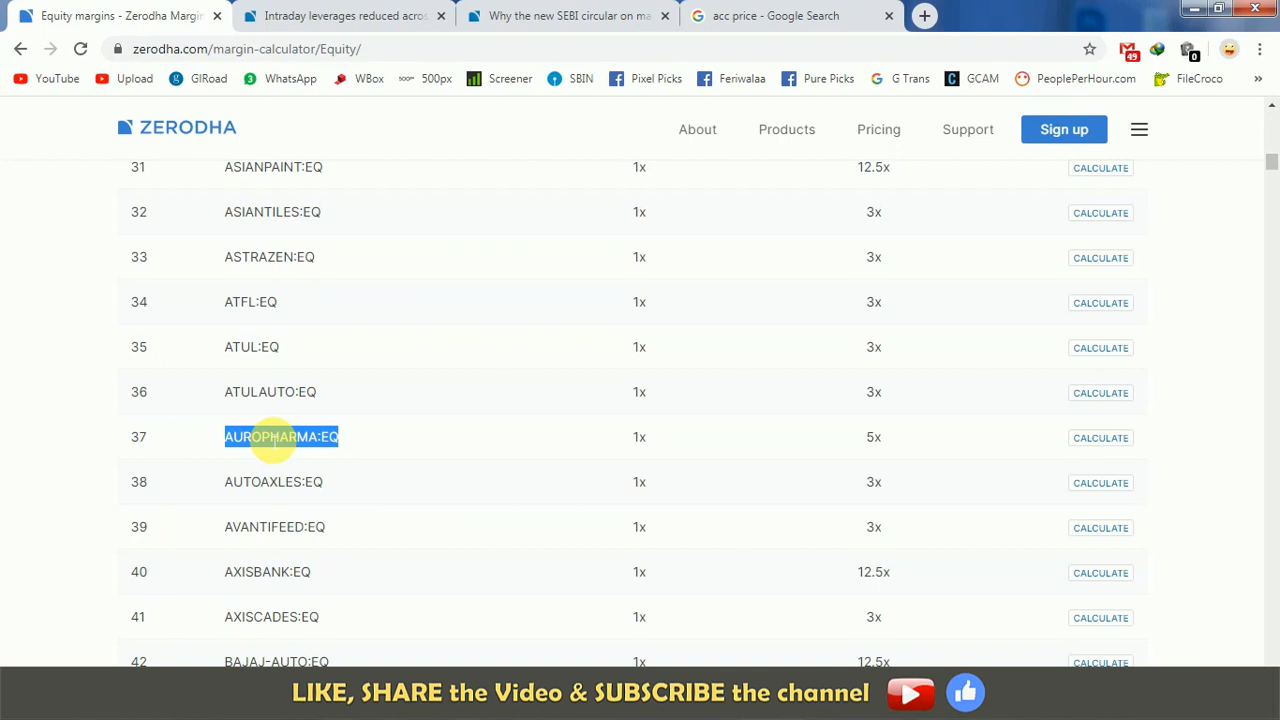 Equity margins - Zerodha Margin
Intraday leverages reduced acros
Why the new SEBI circular on ma
acc price - Google Search
zerodha.com/margin-calculator/Equity/
49
0
YouTube
Upload
GIRoad
3 WhatsApp
WBox
500px
Screener
SBIN
Pixel Picks
Feriwalaa
Pure Picks
G Trans
GCAM
PeoplePerHour.com
FileCroco
»
ZERODHA
About
Products
Pricing
Support
Sign up
31 ASIANPAINT:EQ 1x 12.5x CALCULATE
32 ASIANTILES:EQ 1x 3x CALCULATE
33 ASTRAZEN:EQ 1x 3x CALCULATE
34 ATFL:EQ 1x 3x CALCULATE
35 ATUL:EQ 1x 3x CALCULATE
36 ATULAUTO:EQ 1x 3x CALCULATE
37 AUROPHARMA:EQ 1x 5x CALCULATE
38 AUTOAXLES:EQ 1x 3x CALCULATE
39 AVANTIFEED:EQ 1x 3x CALCULATE
40 AXISBANK:EQ 1x 12.5x CALCULATE
41 AXISCADES:EQ 1x 3x CALCULATE
42 BAJAJ-AUTO:EQ 1x 12.5x CALCULATE
LIKE, SHARE the Video & SUBSCRIBE the channel